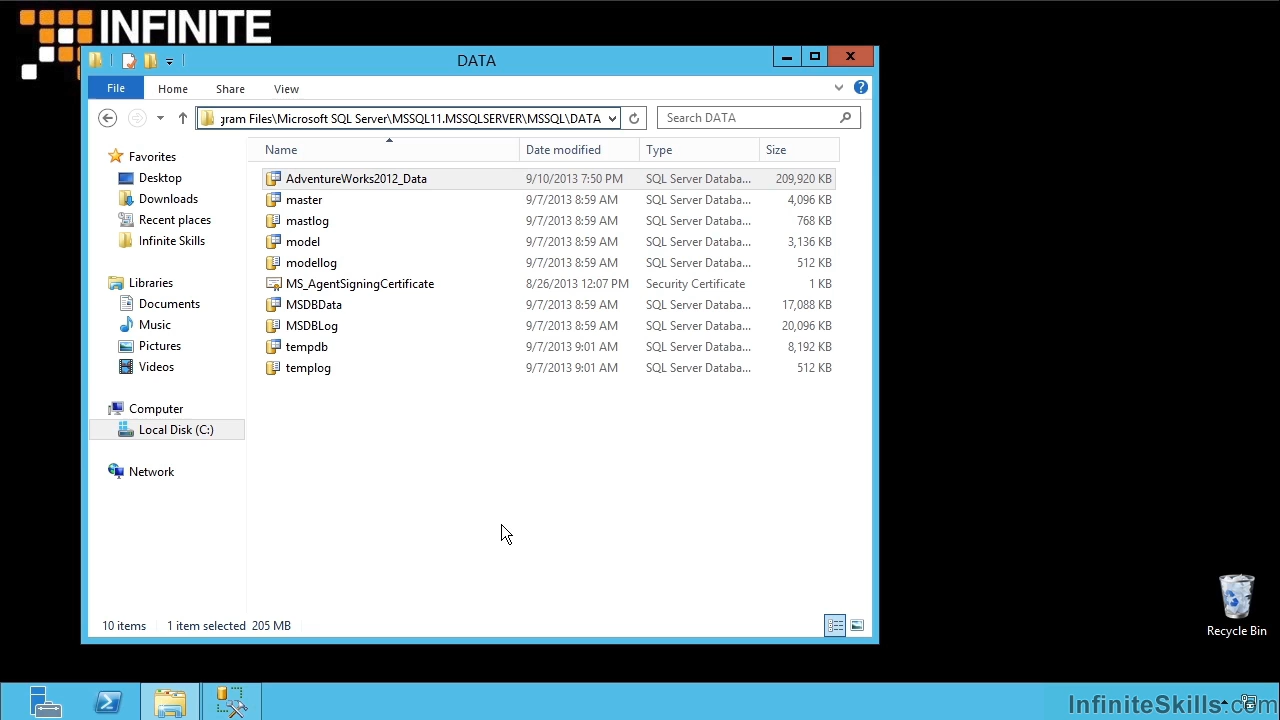 INFINITE
DATA
File Home Share View
gram Files\Microsoft SQL Server\MSSQL11.MSSQLSERVER\MSSQL\DATA
Search DATA
Name Date modified Type Size
Favorites
Desktop
Downloads
Recent places
Infinite Skills
Libraries
Documents
Music
Pictures
Videos
Computer
Local Disk (C:)
Network
AdventureWorks2012_Data 9/10/2013 7:50 PM SQL Server Databa... 209,920 KB
master 9/7/2013 8:59 AM SQL Server Databa... 4,096 KB
mastlog 9/7/2013 8:59 AM SQL Server Databa... 768 KB
model 9/7/2013 8:59 AM SQL Server Databa... 3,136 KB
modellog 9/7/2013 8:59 AM SQL Server Databa... 512 KB
MS_AgentSigningCertificate 8/26/2013 12:07 PM Security Certificate 1 KB
MSDBData 9/7/2013 8:59 AM SQL Server Databa... 17,088 KB
MSDBLog 9/7/2013 8:59 AM SQL Server Databa... 20,096 KB
tempdb 9/7/2013 9:01 AM SQL Server Databa... 8,192 KB
templog 9/7/2013 9:01 AM SQL Server Databa... 512 KB
10 items 1 item selected 205 MB
Recycle Bin
InfiniteSkills.com